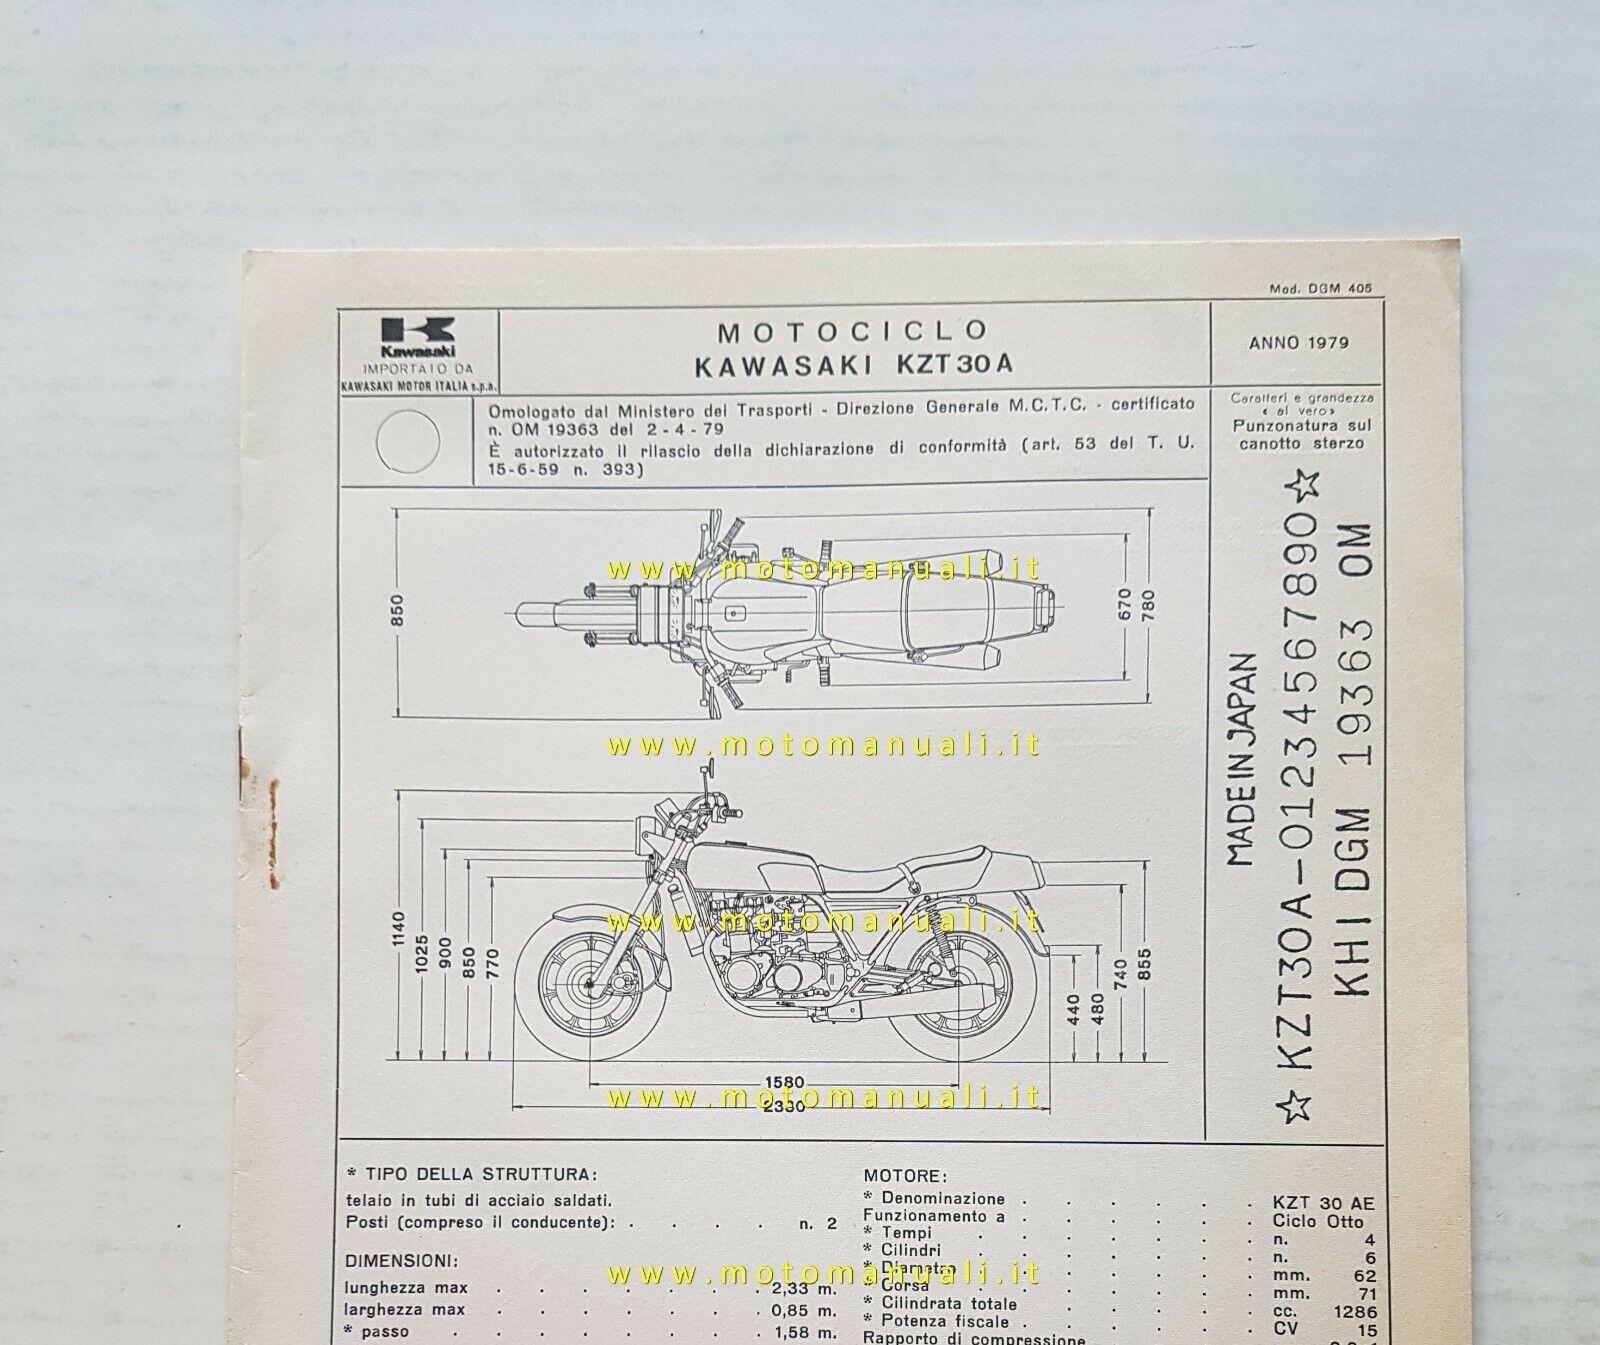 Mod. DGM 405
Kawasaki
IMPORTATO DA
KAWASAKI MOTOR ITALIA s.p.a.
MOTOCICLO
KAWASAKI KZT30A
ANNO 1979
Omologato dal Ministero dei Trasporti - Direzione Generale M.C.T.C. - certificato
n. OM 19363 del 2-4-79
È autorizzato il rilascio della dichiarazione di conformità (art. 53 del T. U.
15-6-59 n. 393)
Caratteri e grandezza
« al vero»
Punzonatura sul
canotto sterzo
MADE IN JAPAN
☆KZT30A-01234567890☆
KHI DGM 19363 OM
850
670
780
www.motomanuali.it
www.motomanuali.it
1140
1025
900
850
770
www.motomanuali.it
440
480
740
855
1580
www.motomanuali.it
2330
* TIPO DELLA STRUTTURA:
telaio in tubi di acciaio saldati.
Posti (compreso il conducente): . . . . n. 2
DIMENSIONI:
lunghezza max . . . . . . . 2,33 m.
larghezza max . . . . . . . 0,85 m.
* passo . . . . . . . . 1,58 m.
MOTORE:
* Denominazione . . . . . . KZT 30 AE
Funzionamento a . . . . . . Ciclo Otto
* Tempi . . . . . . . n. 4
* Cilindri . . . . . . . n. 6
* Diametro . . . . . . . mm. 62
www.motomanuali.it
* Corsa . . . . . . . mm. 71
* Cilindrata totale . . . . . cc. 1286
* Potenza fiscale . . . . . . CV 15
Rapporto di compressione